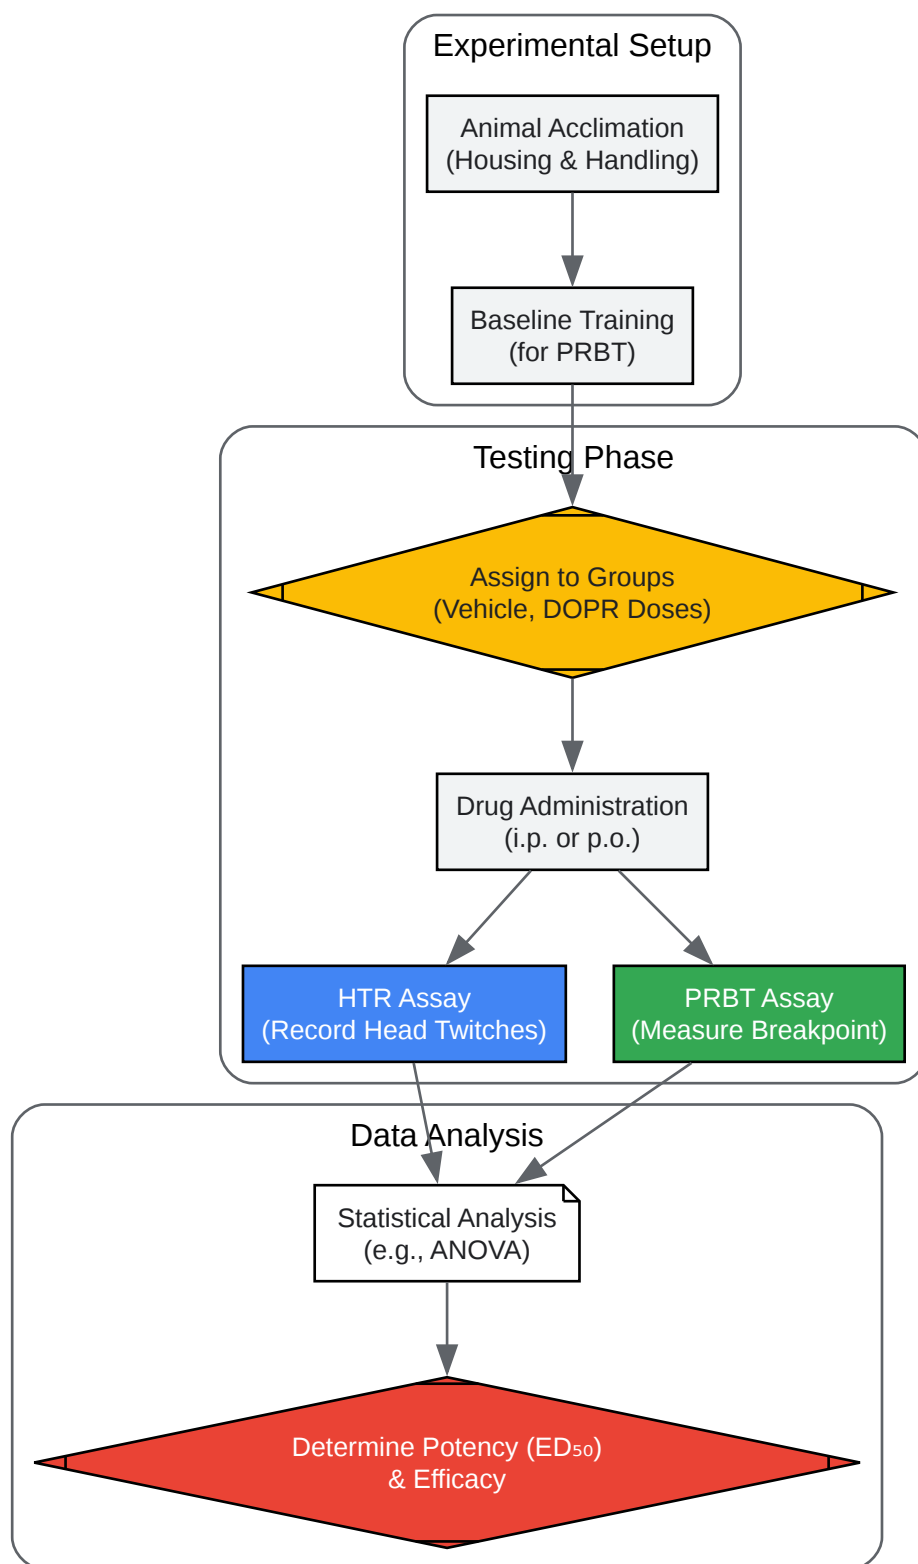 Experimental Setup
Animal Acclimation
(Housing & Handling)
Baseline Training
(for PRBT)
Testing Phase
Assign to Groups
(Vehicle, DOPR Doses)
Drug Administration
(i.p. or p.o.)
HTR Assay
(Record Head Twitches)
PRBT Assay
(Measure Breakpoint)
Data Analysis
Statistical Analysis
(e.g., ANOVA)
Determine Potency (ED₅₀)
& Efficacy